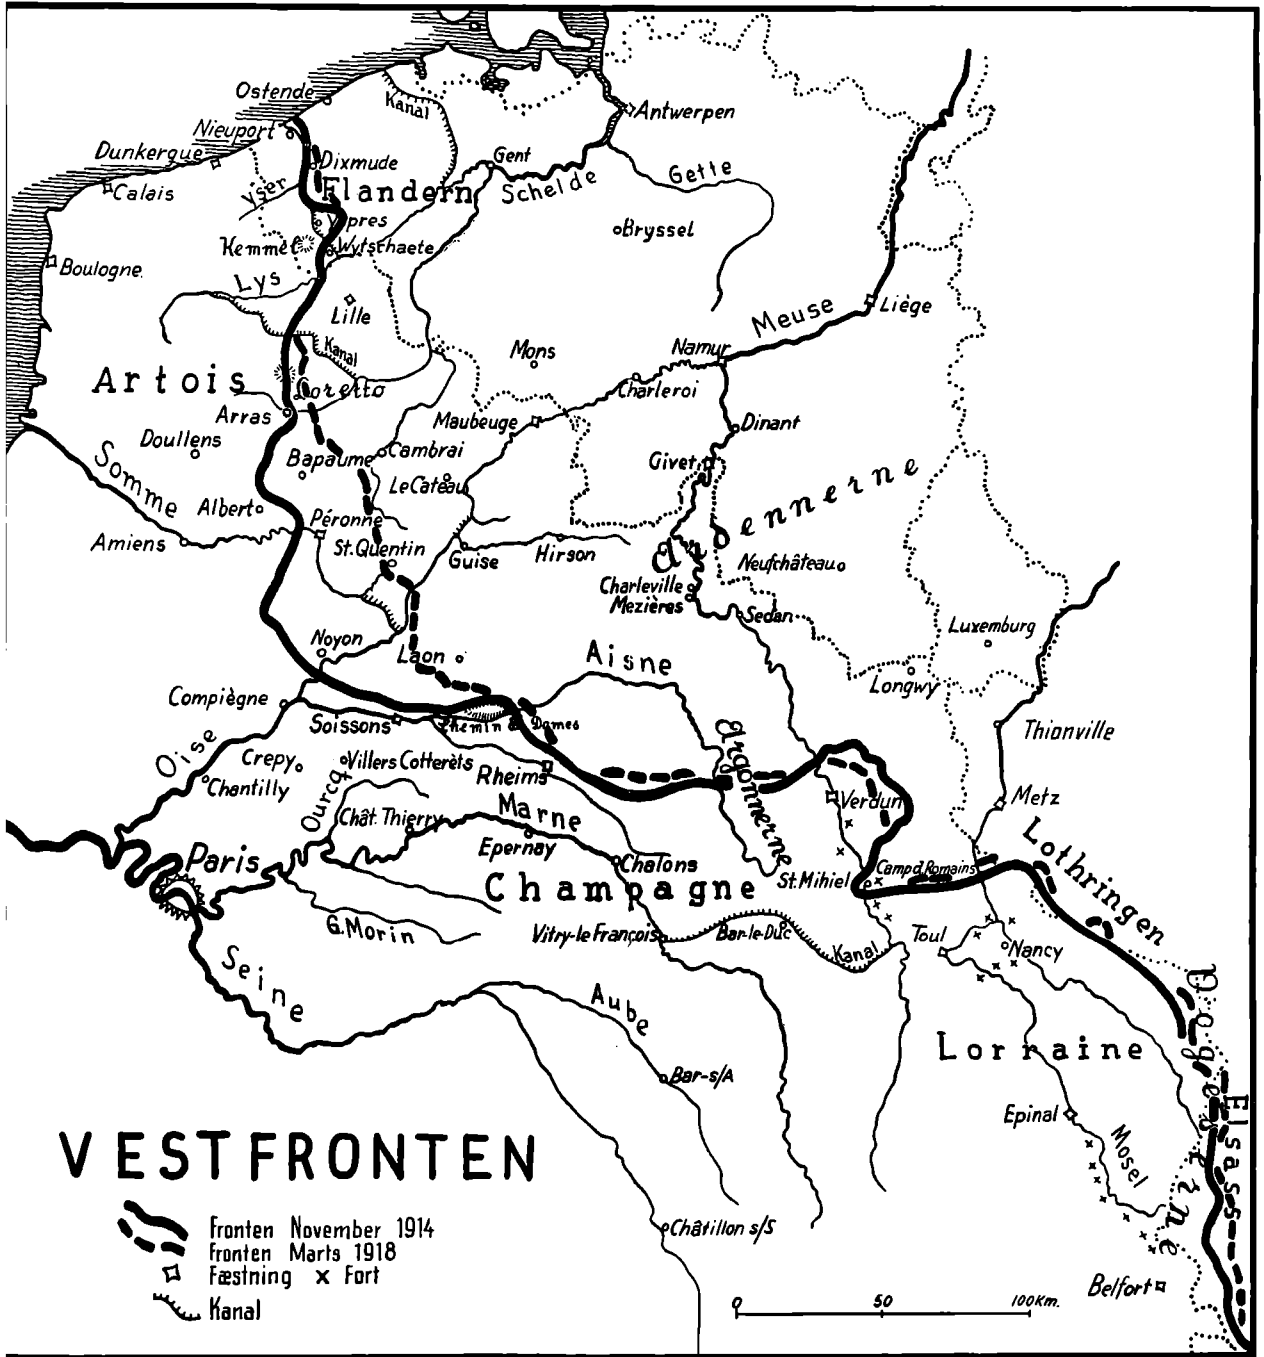 Ostende
Kanal
Antwerpen
Nieuport
Dunkerque
Dixmude
Gent
Calais
Yser
Flandern
Schelde
Gette
Ypres
Bryssel
Kemmel
Wytschaete
Boulogne
Lys
Lille
Meuse
Liège
Kanal
Mons
Namur
Artois
Loretto
Charleroi
Arras
Maubeuge
Dinant
Doullens
Cambrai
Bapaume
Givet
Somme
Le Cateau
Ardennerne
Albert
Péronne
Amiens
St. Quentin
Guise
Hirson
Neufchâteau
Charleville
Mezières
Sedan
Luxemburg
Noyon
Laon
Aisne
Longwy
Compiègne
Soissons
Chemin d Dames
Argonnerne
Thionville
Oise
Crepy
Villers Cotterèts
Rheims
Chantilly
Ourcq
Verdun
Metz
Chât. Thierry
Marne
Epernay
Lothringen
Paris
Chalons
St. Mihiel
Camp d. Romains
Champagne
G. Morin
Vitry-le François
Bar-le-Duc
Kanal
Toul
Nancy
Seine
Aube
Vogeserne
Lorraine
Bar-s/A
Elsass
Epinal
Mosel
VESTFRONTEN
Fronten November 1914
Fronten Marts 1918
Fæstning x Fort
Kanal
Châtillon s/S
Belfort
0 50 100 Km.